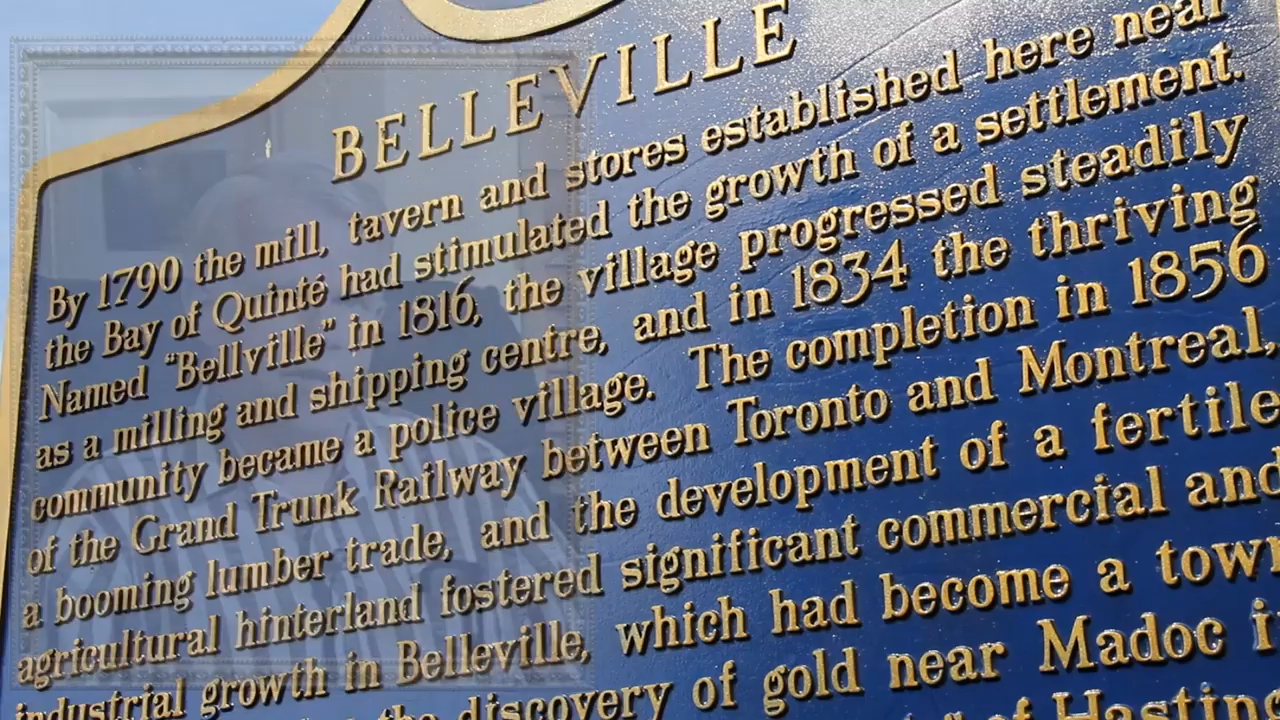 BELLEVILLE
By 1790 the mill, tavern and stores established here near
the Bay of Quinté had stimulated the growth of a settlement.
Named "Bellville" in 1816, the village progressed steadily
as a milling and shipping centre, and in 1834 the thriving
community became a police village. The completion in 1856
of the Grand Trunk Railway between Toronto and Montreal,
a booming lumber trade, and the development of a fertile
agricultural hinterland fostered significant commercial and
industrial growth in Belleville, which had become a town
the discovery of gold near Madoc i
of Hasting